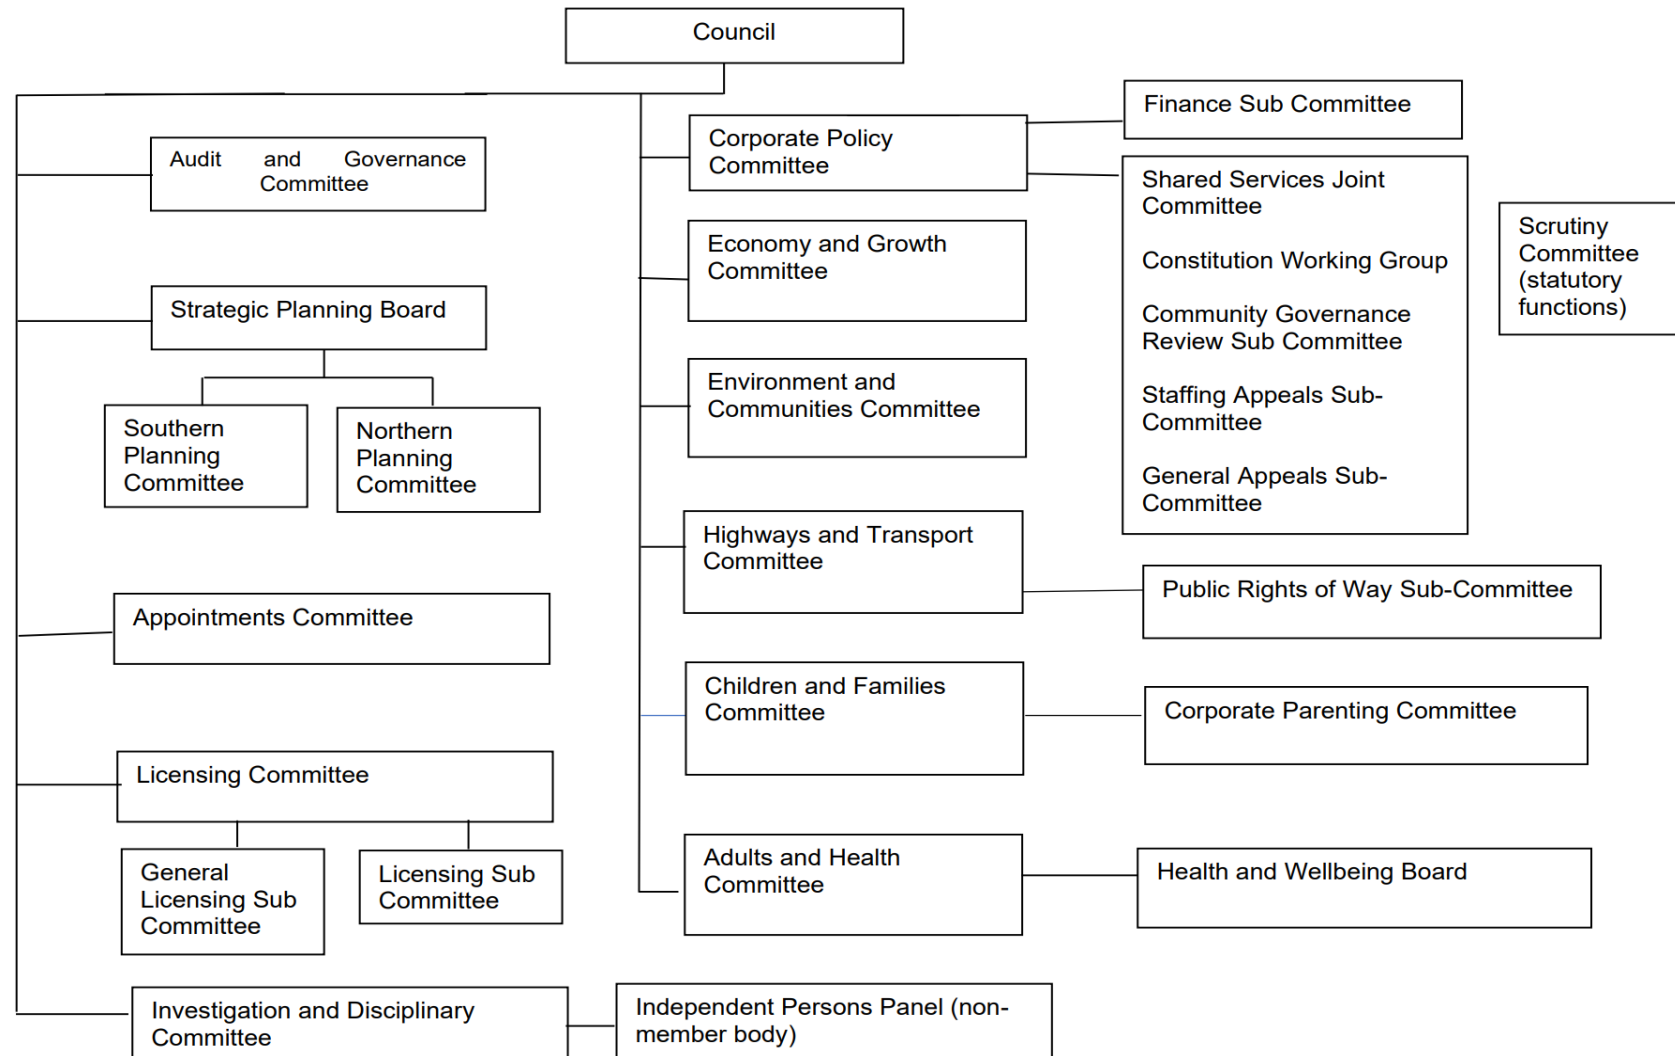 Council
Audit and Governance
Committee
Strategic Planning Board
Southern
Planning
Committee
Northern
Planning
Committee
Appointments Committee
Licensing Committee
General
Licensing Sub
Committee
Licensing Sub
Committee
Investigation and Disciplinary
Committee
Independent Persons Panel (non-
member body)
Corporate Policy
Committee
Economy and Growth
Committee
Environment and
Communities Committee
Highways and Transport
Committee
Children and Families
Committee
Adults and Health
Committee
Finance Sub Committee
Shared Services Joint
Committee
Constitution Working Group
Community Governance
Review Sub Committee
Staffing Appeals Sub-
Committee
General Appeals Sub-
Committee
Public Rights of Way Sub-Committee
Corporate Parenting Committee
Health and Wellbeing Board
Scrutiny
Committee
(statutory
functions)